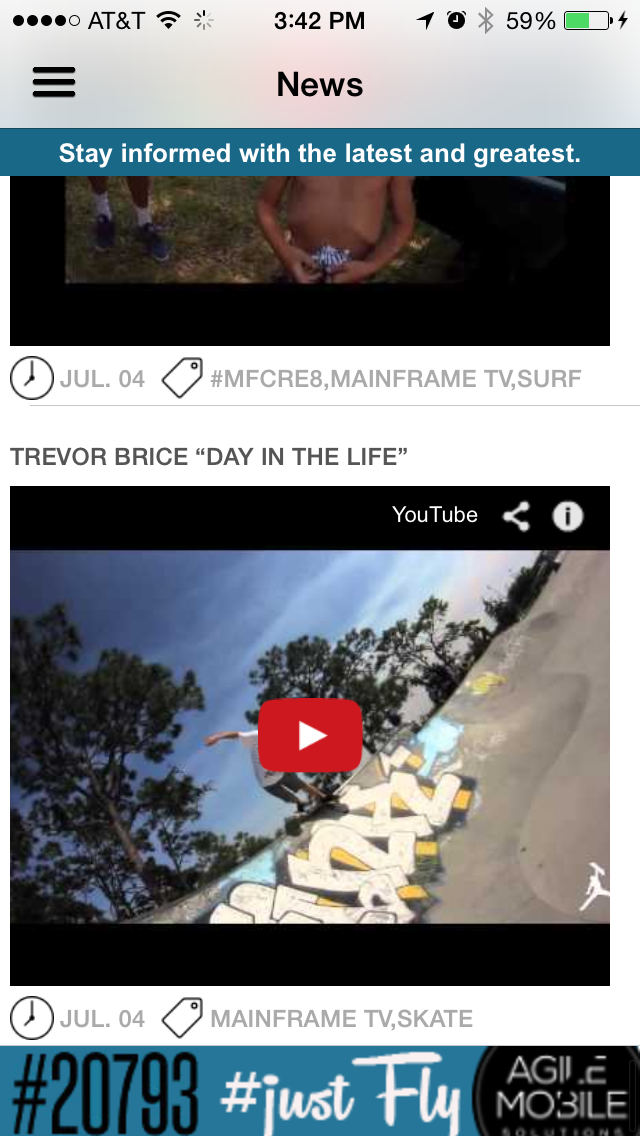 AT&T 3:42 PM 59%
News
Stay informed with the latest and greatest.
JUL. 04 #MFCRE8,MAINFRAME TV,SURF
TREVOR BRICE “DAY IN THE LIFE”
YouTube
JUL. 04 MAINFRAME TV,SKATE
#20793 #just Fly
AGILE
MOBILE
SOLUTIONS